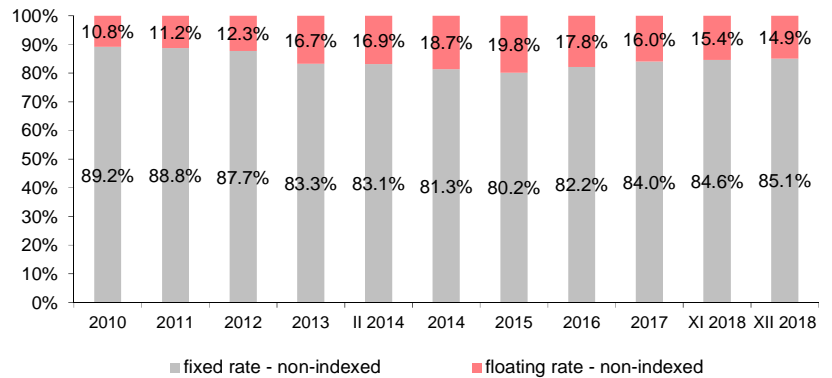 100%
90%
80%
70%
60%
50%
40%
30%
20%
10%
0%
10.8% 11.2% 12.3% 16.7% 16.9% 18.7% 19.8% 17.8% 16.0% 15.4% 14.9%
89.2% 88.8% 87.7% 83.3% 83.1% 81.3% 80.2% 82.2% 84.0% 84.6% 85.1%
2010 2011 2012 2013 II 2014 2014 2015 2016 2017 XI 2018 XII 2018
fixed rate - non-indexed floating rate - non-indexed